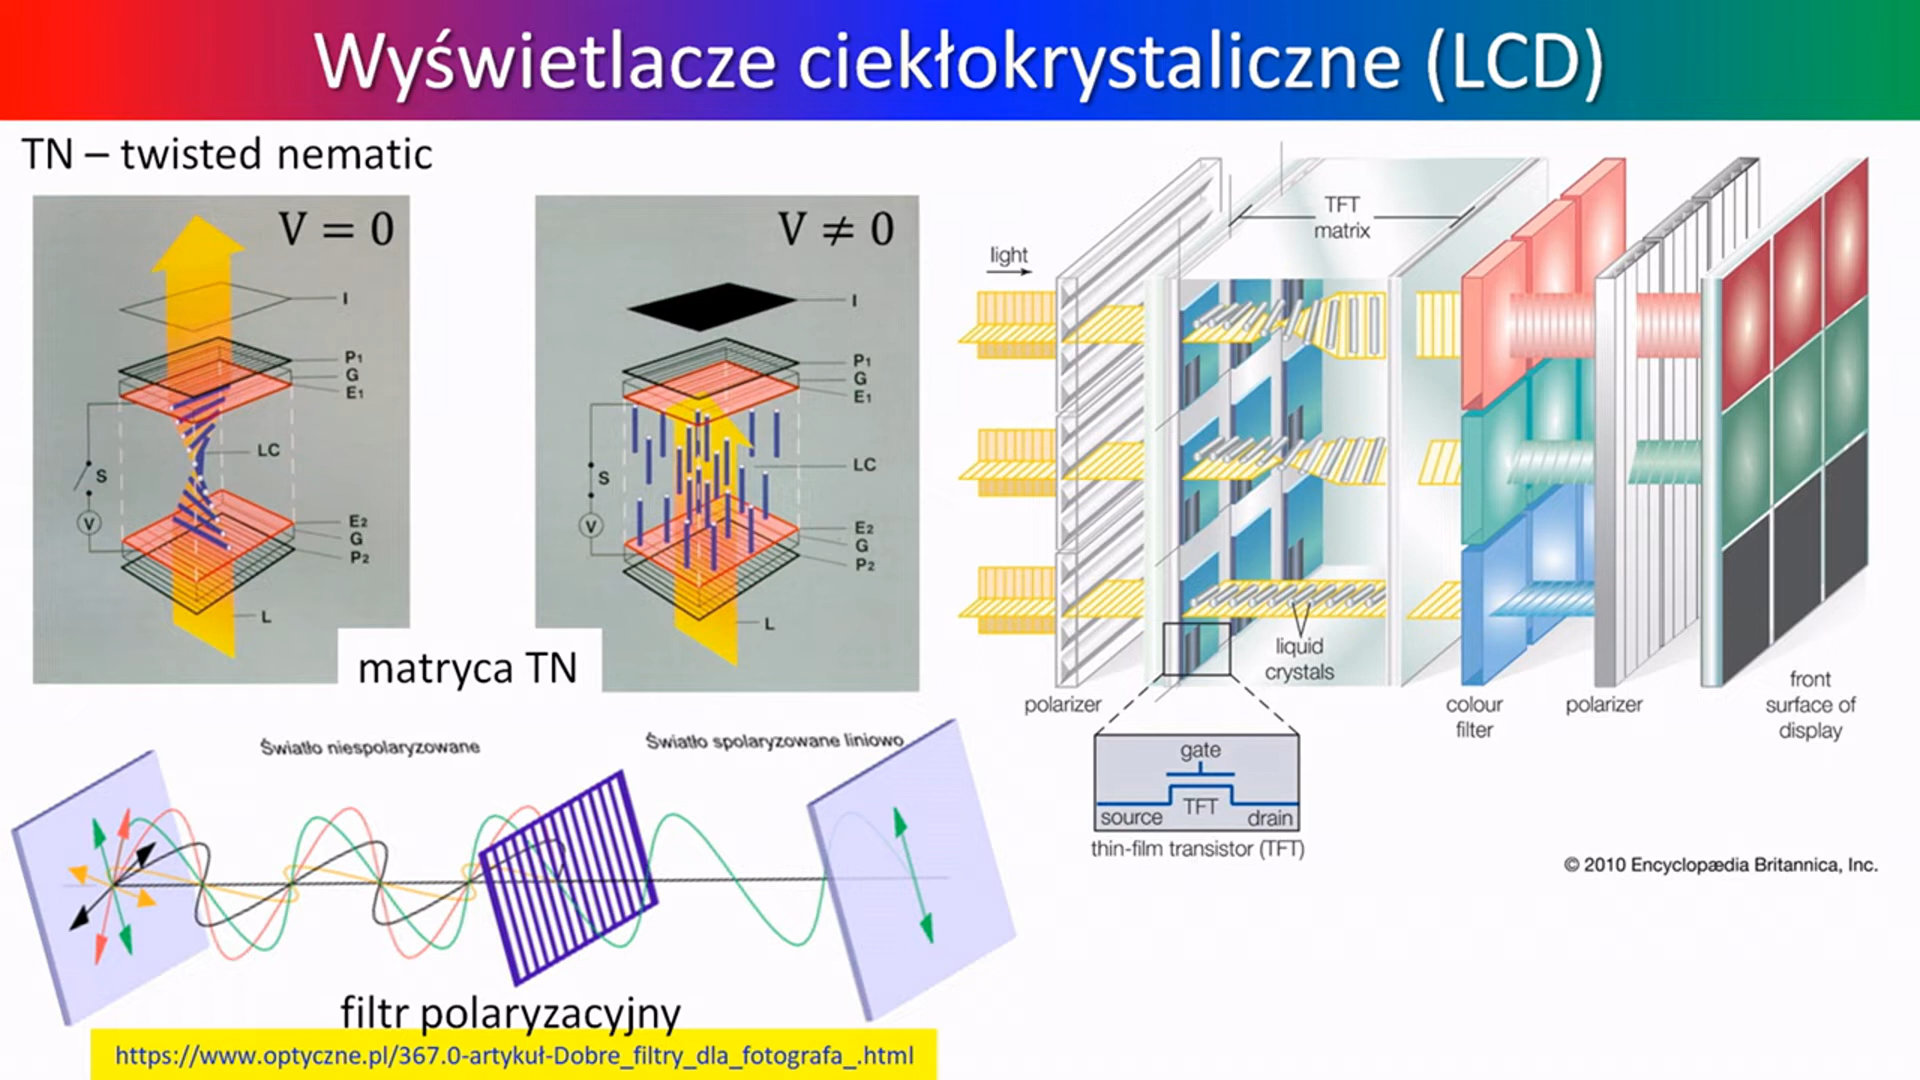 Wyświetlacze ciekłokrystaliczne (LCD)
TN – twisted nematic
V = 0
I
P1
G
E1
LC
S
V
E2
G
P2
L
V ≠ 0
I
P1
G
E1
LC
S
V
E2
G
P2
L
matryca TN
Światło niespolaryzowane
Światło spolaryzowane liniowo
filtr polaryzacyjny
https://www.optyczne.pl/367.0-artykuł-Dobre_filtry_dla_fotografa_.html
light
TFT
matrix
liquid
crystals
polarizer
colour
filter
polarizer
front
surface of
display
gate
TFT
source
drain
thin-film transistor (TFT)
© 2010 Encyclopædia Britannica, Inc.